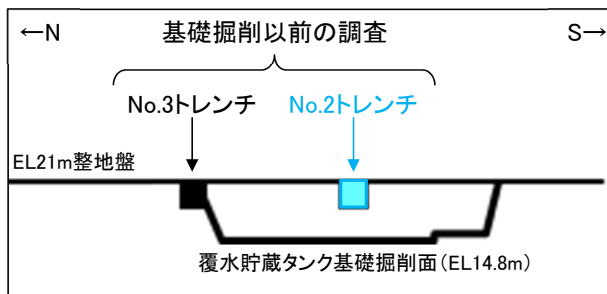 ←N
基礎掘削以前の調査
S→
No.3トレンチ
No.2トレンチ
EL21m整地盤
覆水貯蔵タンク基礎掘削面(EL14.8m)